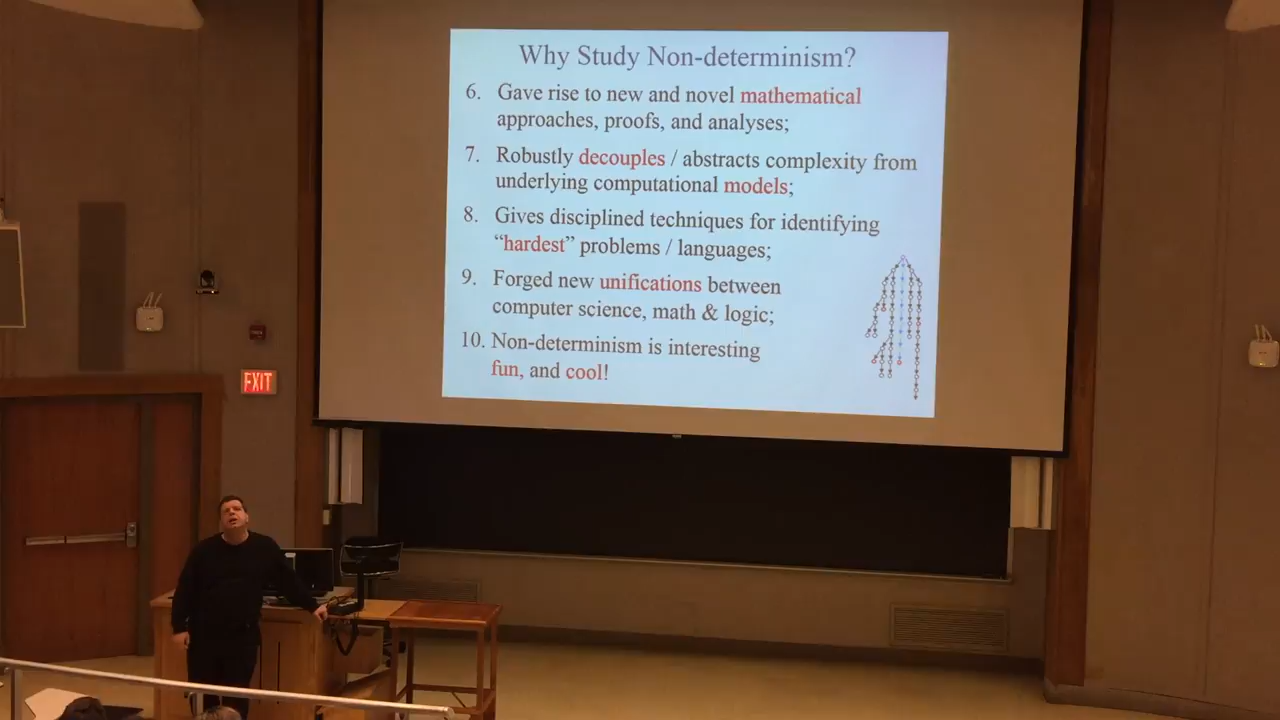 Why Study Non-determinism?
6. Gave rise to new and novel mathematical
approaches, proofs, and analyses;
7. Robustly decouples / abstracts complexity from
underlying computational models;
8. Gives disciplined techniques for identifying
“hardest” problems / languages;
9. Forged new unifications between
computer science, math & logic;
10. Non-determinism is interesting
fun, and cool!
EXIT